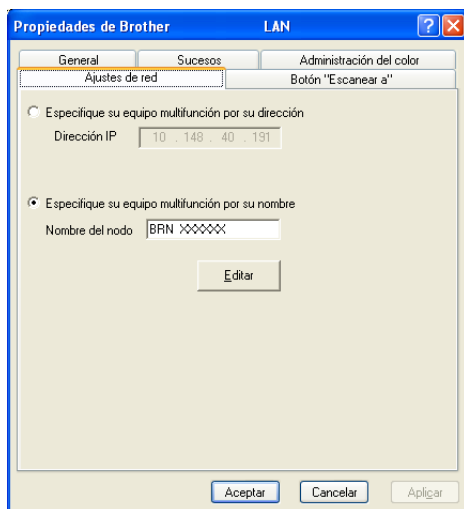 Propiedades de Brother LAN
General Sucesos Administración del color
Ajustes de red Botón "Escanear a"
Especifique su equipo multifunción por su dirección
Dirección IP 10 . 148 . 40 . 191
Especifique su equipo multifunción por su nombre
Nombre del nodo BRN XXXXXX
Editar
Aceptar Cancelar Aplicar